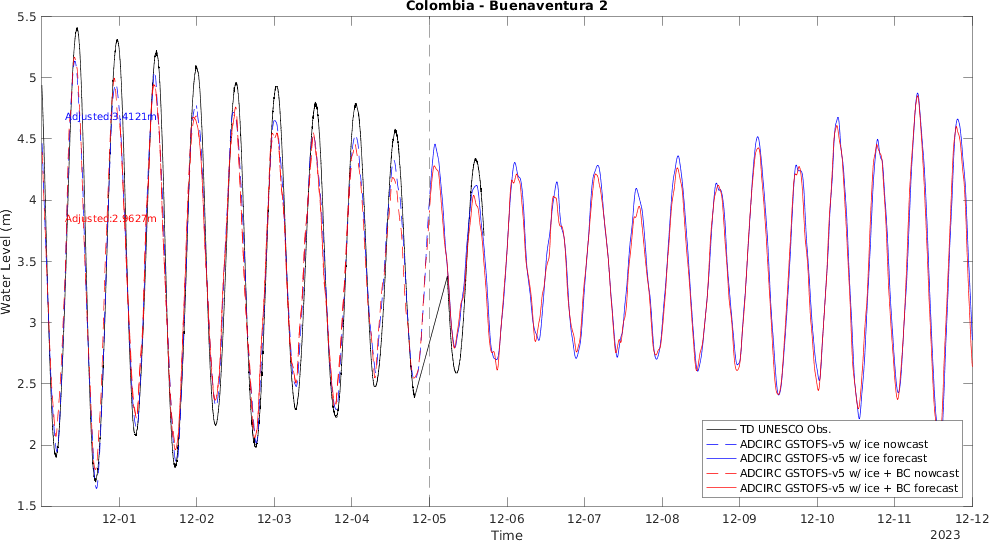 Colombia - Buenaventura 2
5.5
5
4.5
4
3.5
3
2.5
2
1.5
Water Level (m)
Adjusted:3.4121m
Adjusted:2.9627m
TD UNESCO Obs.
ADCIRC GSTOFS-v5 w/ ice nowcast
ADCIRC GSTOFS-v5 w/ ice forecast
ADCIRC GSTOFS-v5 w/ ice + BC nowcast
ADCIRC GSTOFS-v5 w/ ice + BC forecast
12-01 12-02 12-03 12-04 12-05 12-06 12-07 12-08 12-09 12-10 12-11 12-12
Time
2023